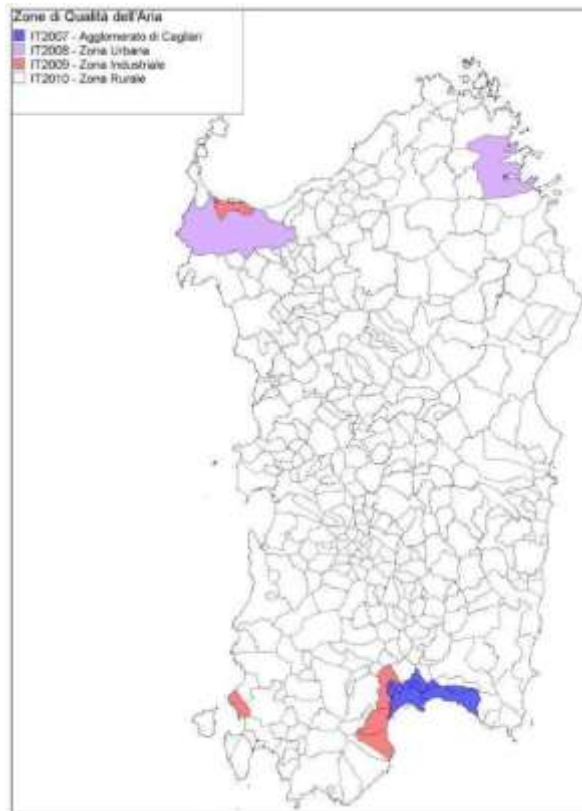 Zone di Qualità dell'Aria
IT2007 - Agglomerato di Cagliari
IT2008 - Zona Urbana
IT2009 - Zona Industriale
IT2010 - Zona Rurale